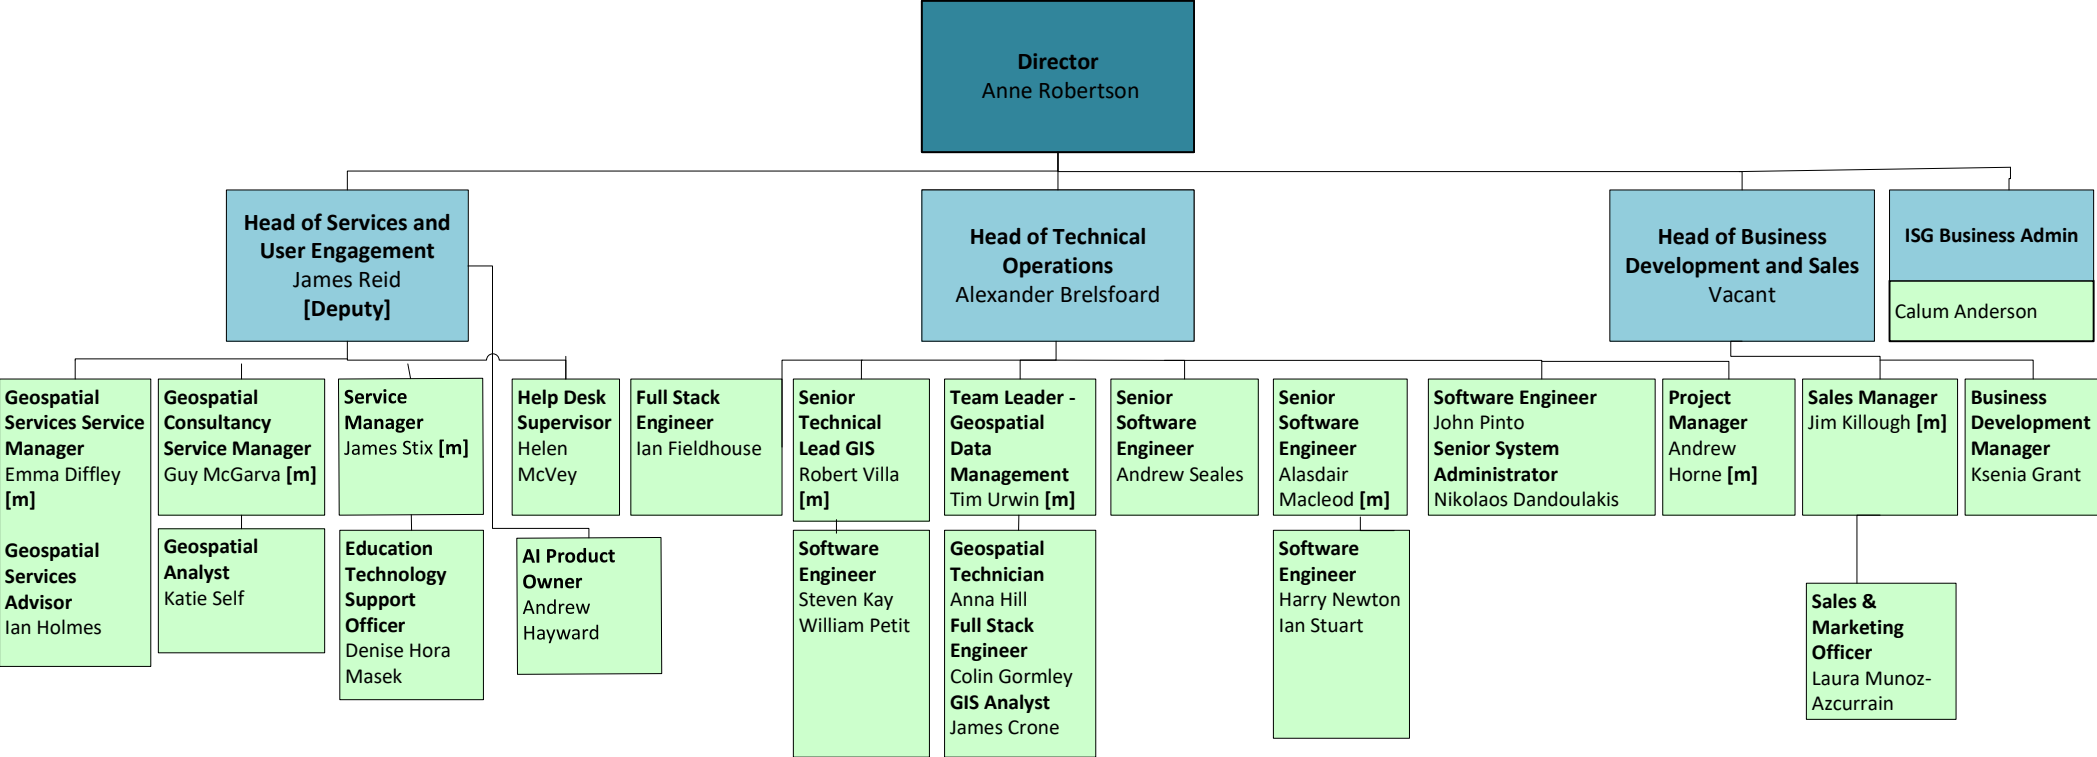 Director
Anne Robertson
Head of Services and
User Engagement
James Reid
[Deputy]
Head of Technical
Operations
Alexander Brelsfoard
Head of Business
Development and Sales
Vacant
ISG Business Admin
Calum Anderson
Geospatial
Services Service
Manager
Emma Diffley
[m]
Geospatial
Services
Advisor
Ian Holmes
Geospatial
Consultancy
Service Manager
Guy McGarva [m]
Geospatial
Analyst
Katie Self
Service
Manager
James Stix [m]
Education
Technology
Support
Officer
Denise Hora
Masek
Help Desk
Supervisor
Helen
McVey
AI Product
Owner
Andrew
Hayward
Full Stack
Engineer
Ian Fieldhouse
Senior
Technical
Lead GIS
Robert Villa
[m]
Software
Engineer
Steven Kay
William Petit
Team Leader -
Geospatial
Data
Management
Tim Urwin [m]
Geospatial
Technician
Anna Hill
Full Stack
Engineer
Colin Gormley
GIS Analyst
James Crone
Senior
Software
Engineer
Andrew Seales
Senior
Software
Engineer
Alasdair
Macleod [m]
Software
Engineer
Harry Newton
Ian Stuart
Software Engineer
John Pinto
Senior System
Administrator
Nikolaos Dandoulakis
Project
Manager
Andrew
Horne [m]
Sales Manager
Jim Killough [m]
Sales &
Marketing
Officer
Laura Munoz-
Azcurrain
Business
Development
Manager
Ksenia Grant